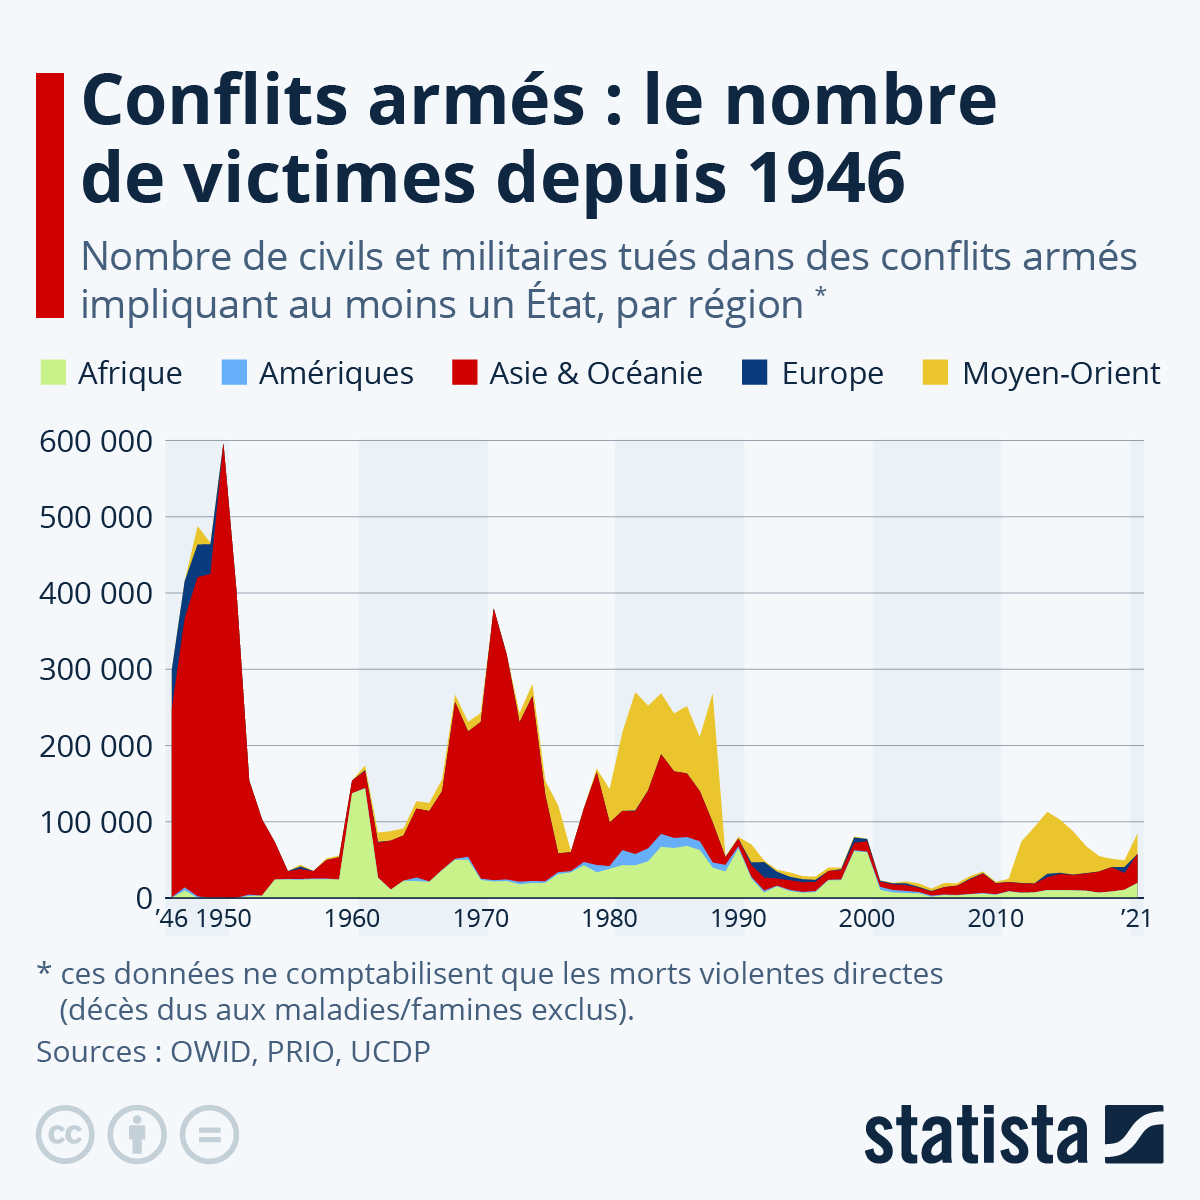 Conflits armés : le nombre
de victimes depuis 1946
Nombre de civils et militaires tués dans des conflits armés
impliquant au moins un État, par région *
Afrique Amériques Asie & Océanie Europe Moyen-Orient
600 000
500 000
400 000
300 000
200 000
100 000
0
’46 1950 1960 1970 1980 1990 2000 2010 ’21
* ces données ne comptabilisent que les morts violentes directes
(décès dus aux maladies/famines exclus).
Sources : OWID, PRIO, UCDP
cc
statista